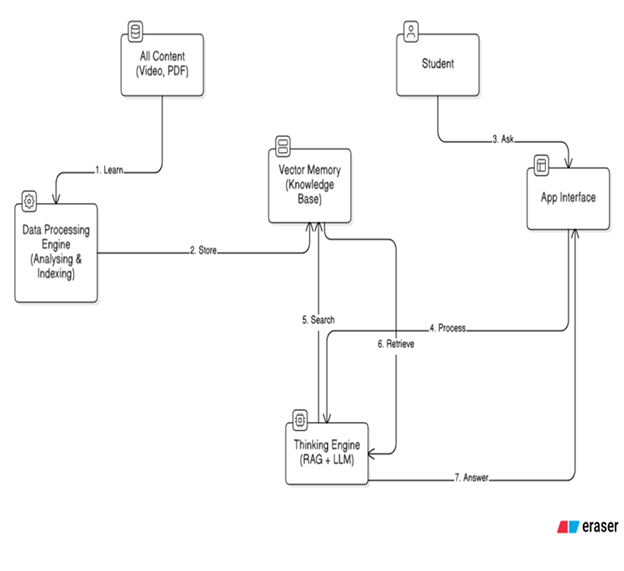 All Content
(Video, PDF)
Student
1. Learn
3. Ask
Vector Memory
(Knowledge
Base)
App Interface
Data Processing
Engine
(Analysing &
Indexing)
2. Store
5. Search
4. Process
6. Retrieve
Thinking Engine
(RAG + LLM)
7. Answer
eraser